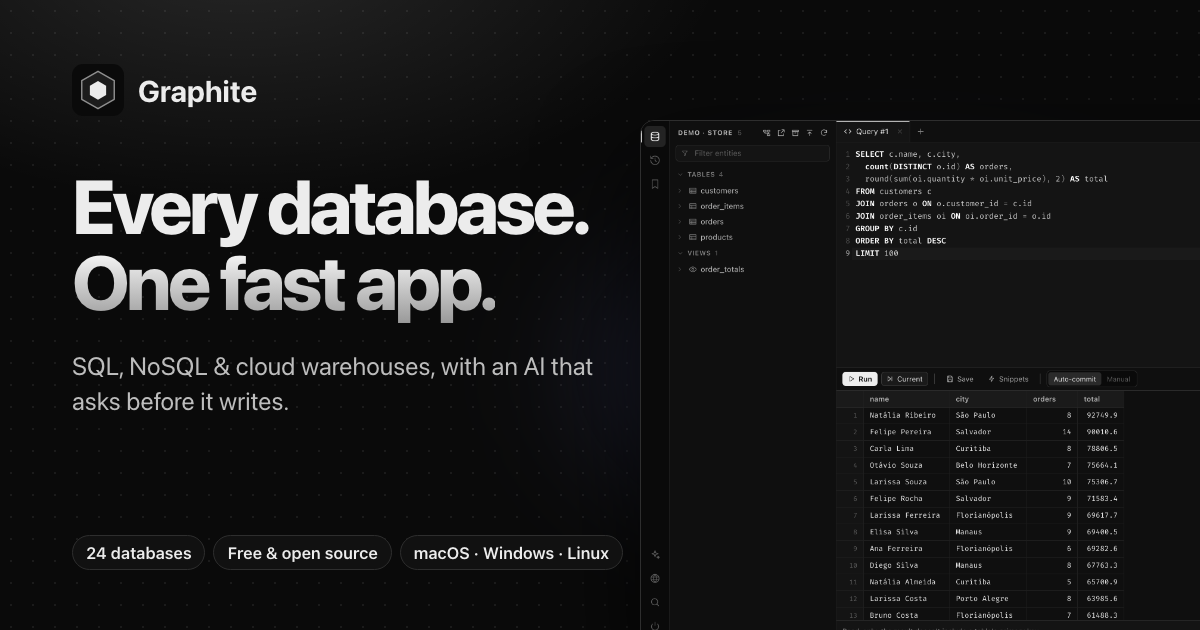 Graphite
Every database.
One fast app.
SQL, NoSQL & cloud warehouses, with an AI that
asks before it writes.
24 databases
Free & open source
macOS · Windows · Linux
DEMO · STORE 5
Filter entities
TABLES 4
customers
order_items
orders
products
VIEWS 1
order_totals
Query #1
1 SELECT c.name, c.city,
2 count(DISTINCT o.id) AS orders,
3 round(sum(oi.quantity * oi.unit_price), 2) AS total
4 FROM customers c
5 JOIN orders o ON o.customer_id = c.id
6 JOIN order_items oi ON oi.order_id = o.id
7 GROUP BY c.id
8 ORDER BY total DESC
9 LIMIT 100
Run Current Save Snippets Auto-commit Manual
name city orders total
1 Natália Ribeiro São Paulo 8 92749.9
2 Felipe Pereira Salvador 14 90010.6
3 Carla Lima Curitiba 8 78806.5
4 Otávio Souza Belo Horizonte 7 75664.1
5 Larissa Souza São Paulo 10 75306.7
6 Felipe Rocha Salvador 9 71583.4
7 Larissa Ferreira Florianópolis 9 69617.7
8 Elisa Silva Manaus 9 69400.5
9 Ana Ferreira Florianópolis 6 69282.6
10 Diego Silva Manaus 8 67763.3
11 Natália Almeida Curitiba 5 65700.9
12 Larissa Costa Porto Alegre 8 63985.6
13 Bruno Costa Florianópolis 7 61488.3